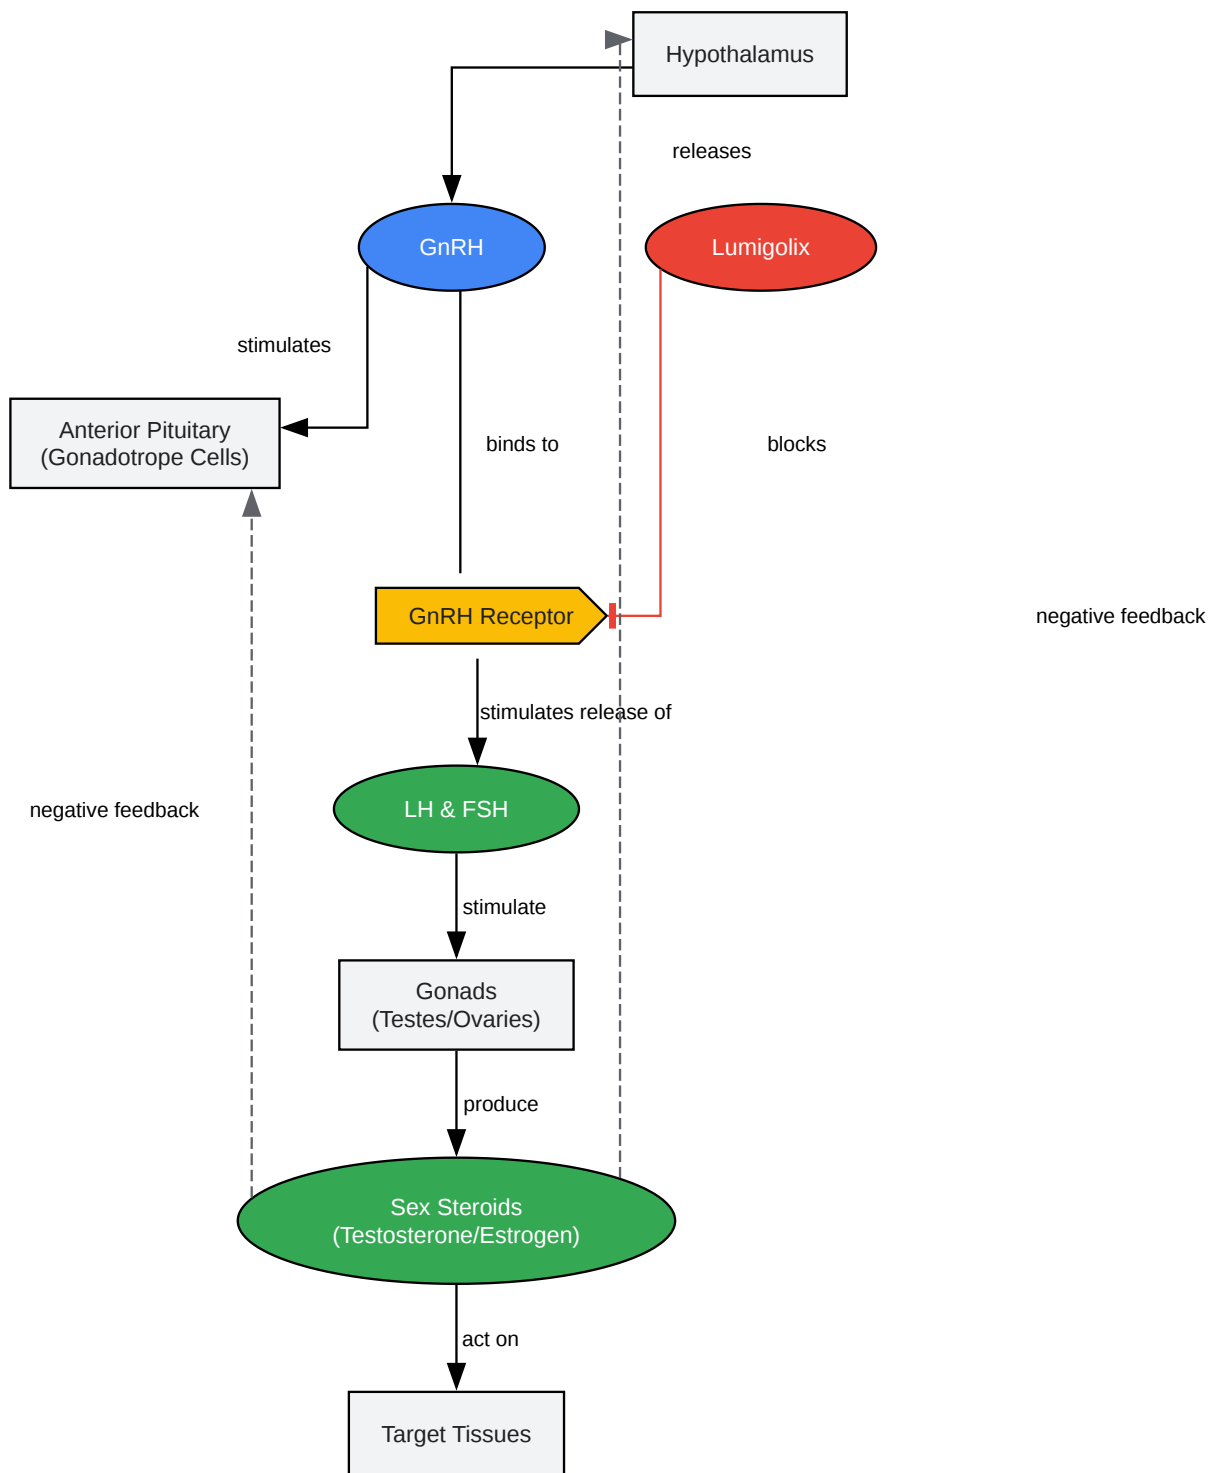 Hypothalamus
releases
GnRH
Lumigolix
stimulates
Anterior Pituitary
(Gonadotrope Cells)
binds to
blocks
GnRH Receptor
negative feedback
stimulates release of
LH & FSH
negative feedback
stimulate
Gonads
(Testes/Ovaries)
produce
Sex Steroids
(Testosterone/Estrogen)
act on
Target Tissues